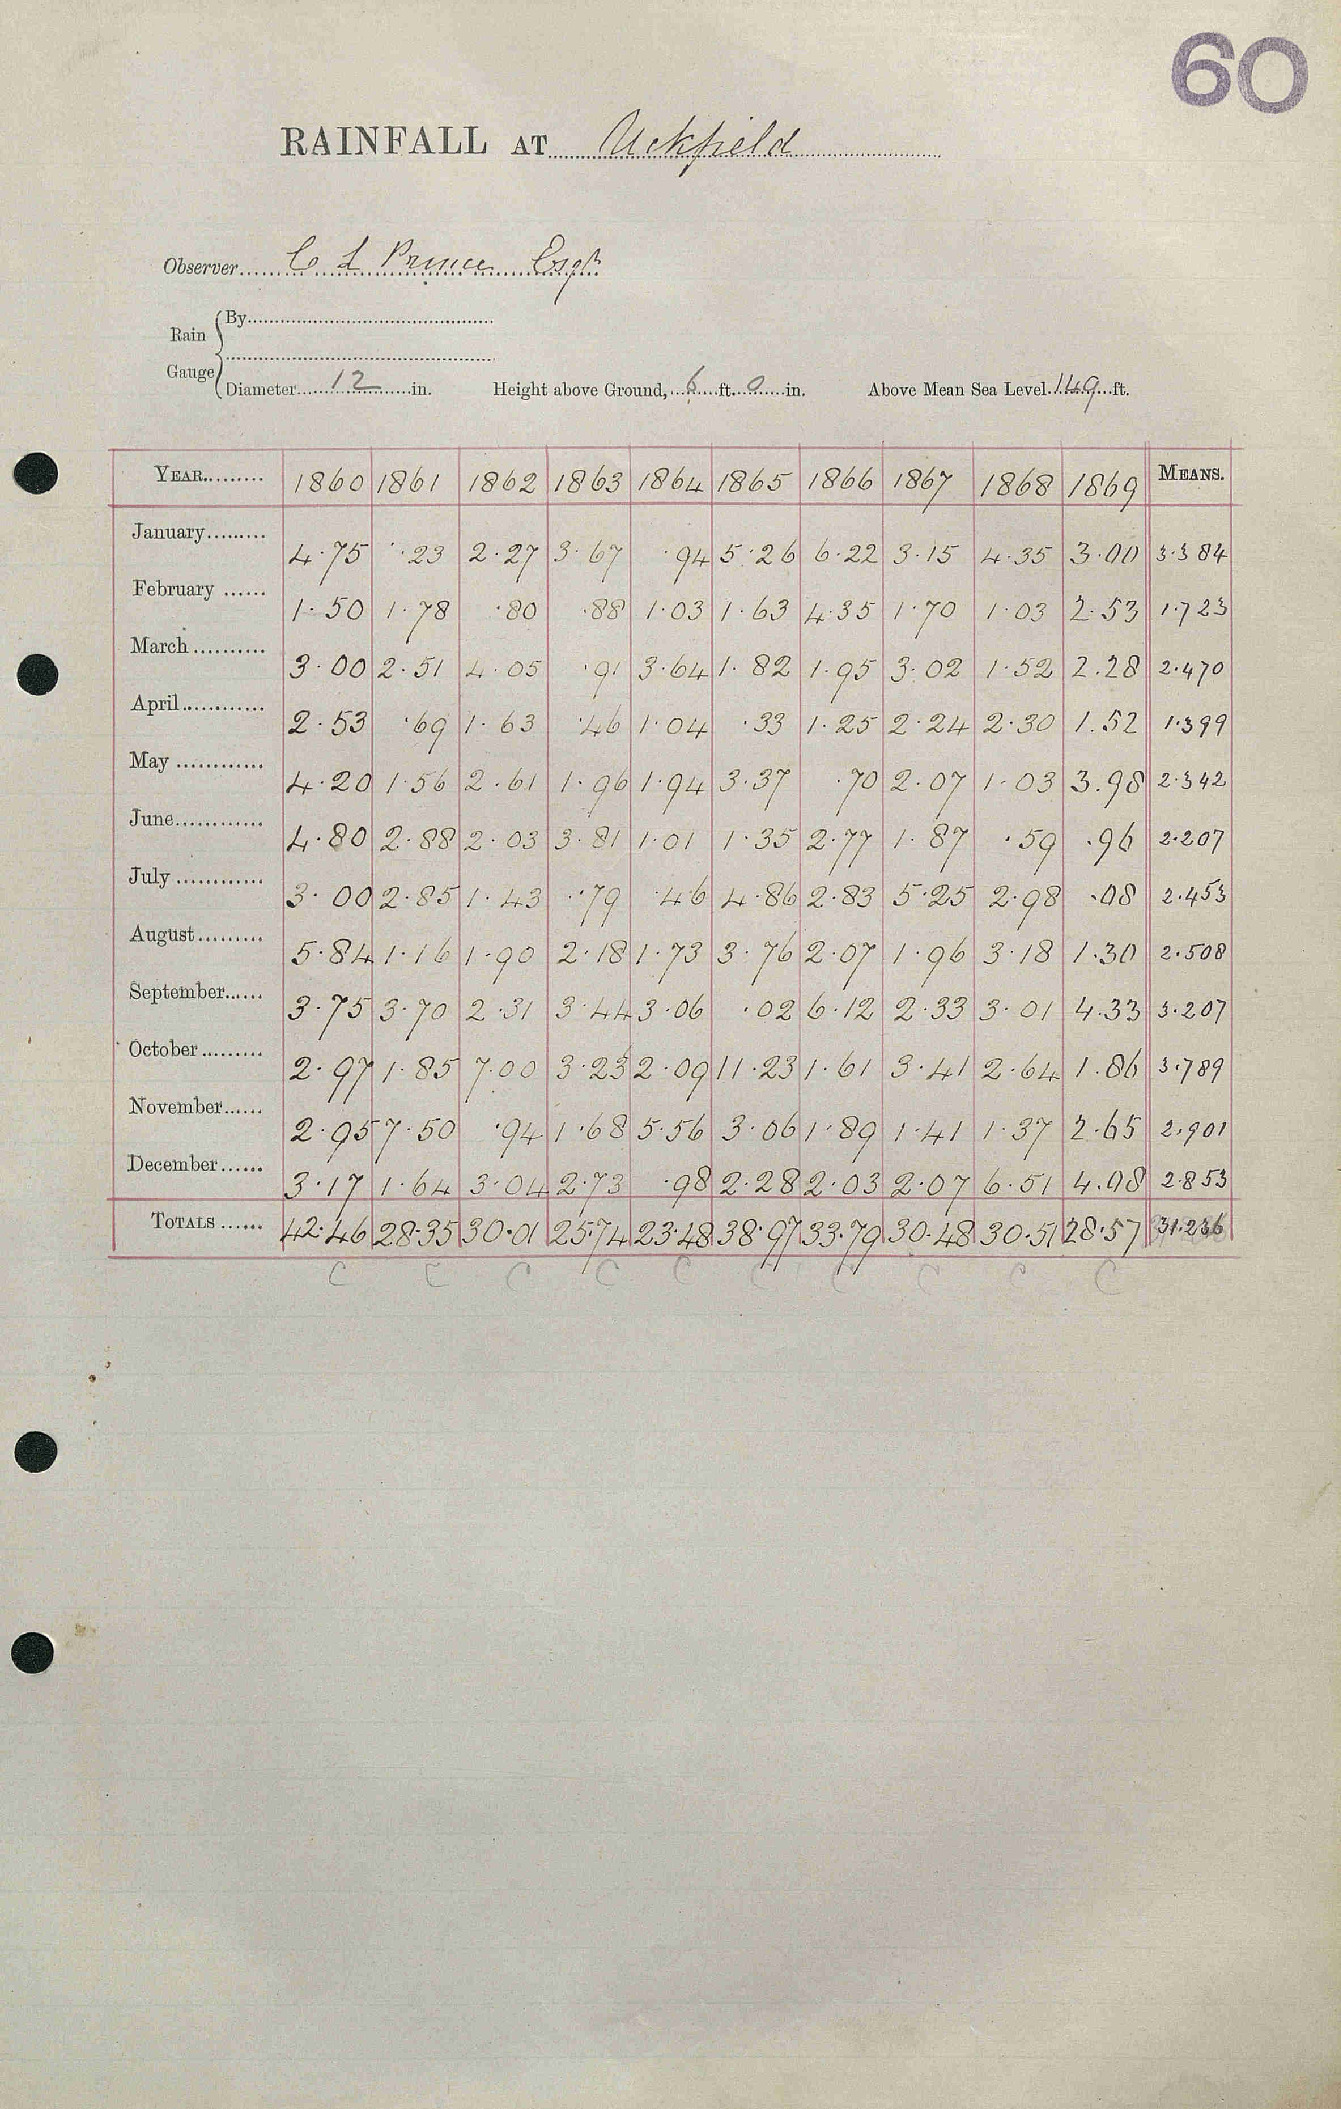 60
RAINFALL AT Uckfield
Observer C L Prince Esqr
Rain Gauge
By
Diameter 12 in. Height above Ground, 6 ft. 0 in. Above Mean Sea Level 149 ft.
YEAR 1860 1861 1862 1863 1864 1865 1866 1867 1868 1869 MEANS.
January 4.75 .23 2.27 3.67 .94 5.26 6.22 3.15 4.35 3.00 3.384
February 1.50 1.78 .80 .88 1.03 1.63 4.35 1.70 1.03 2.53 1.723
March 3.00 2.51 4.05 .91 3.64 1.82 1.95 3.02 1.52 2.28 2.470
April 2.53 .69 1.63 .46 1.04 .33 1.25 2.24 2.30 1.52 1.399
May 4.20 1.56 2.61 1.96 1.94 3.37 .70 2.07 1.03 3.98 2.342
June 4.80 2.88 2.03 3.81 1.01 1.35 2.77 1.87 .59 .96 2.207
July 3.00 2.85 1.43 .79 .46 4.86 2.83 5.25 2.98 .08 2.453
August 5.84 1.16 1.90 2.18 1.73 3.76 2.07 1.96 3.18 1.30 2.508
September 3.75 3.70 2.31 3.44 3.06 .02 6.12 2.33 3.01 4.33 3.207
October 2.97 1.85 7.00 3.23 2.09 11.23 1.61 3.41 2.64 1.86 3.789
November 2.95 7.50 .94 1.68 5.56 3.06 1.89 1.41 1.37 2.65 2.901
December 3.17 1.64 3.04 2.73 .98 2.28 2.03 2.07 6.51 4.08 2.853
TOTALS 42.46 28.35 30.01 25.74 23.48 38.97 33.79 30.48 30.51 28.57 31.236
C C C C C C C C C C